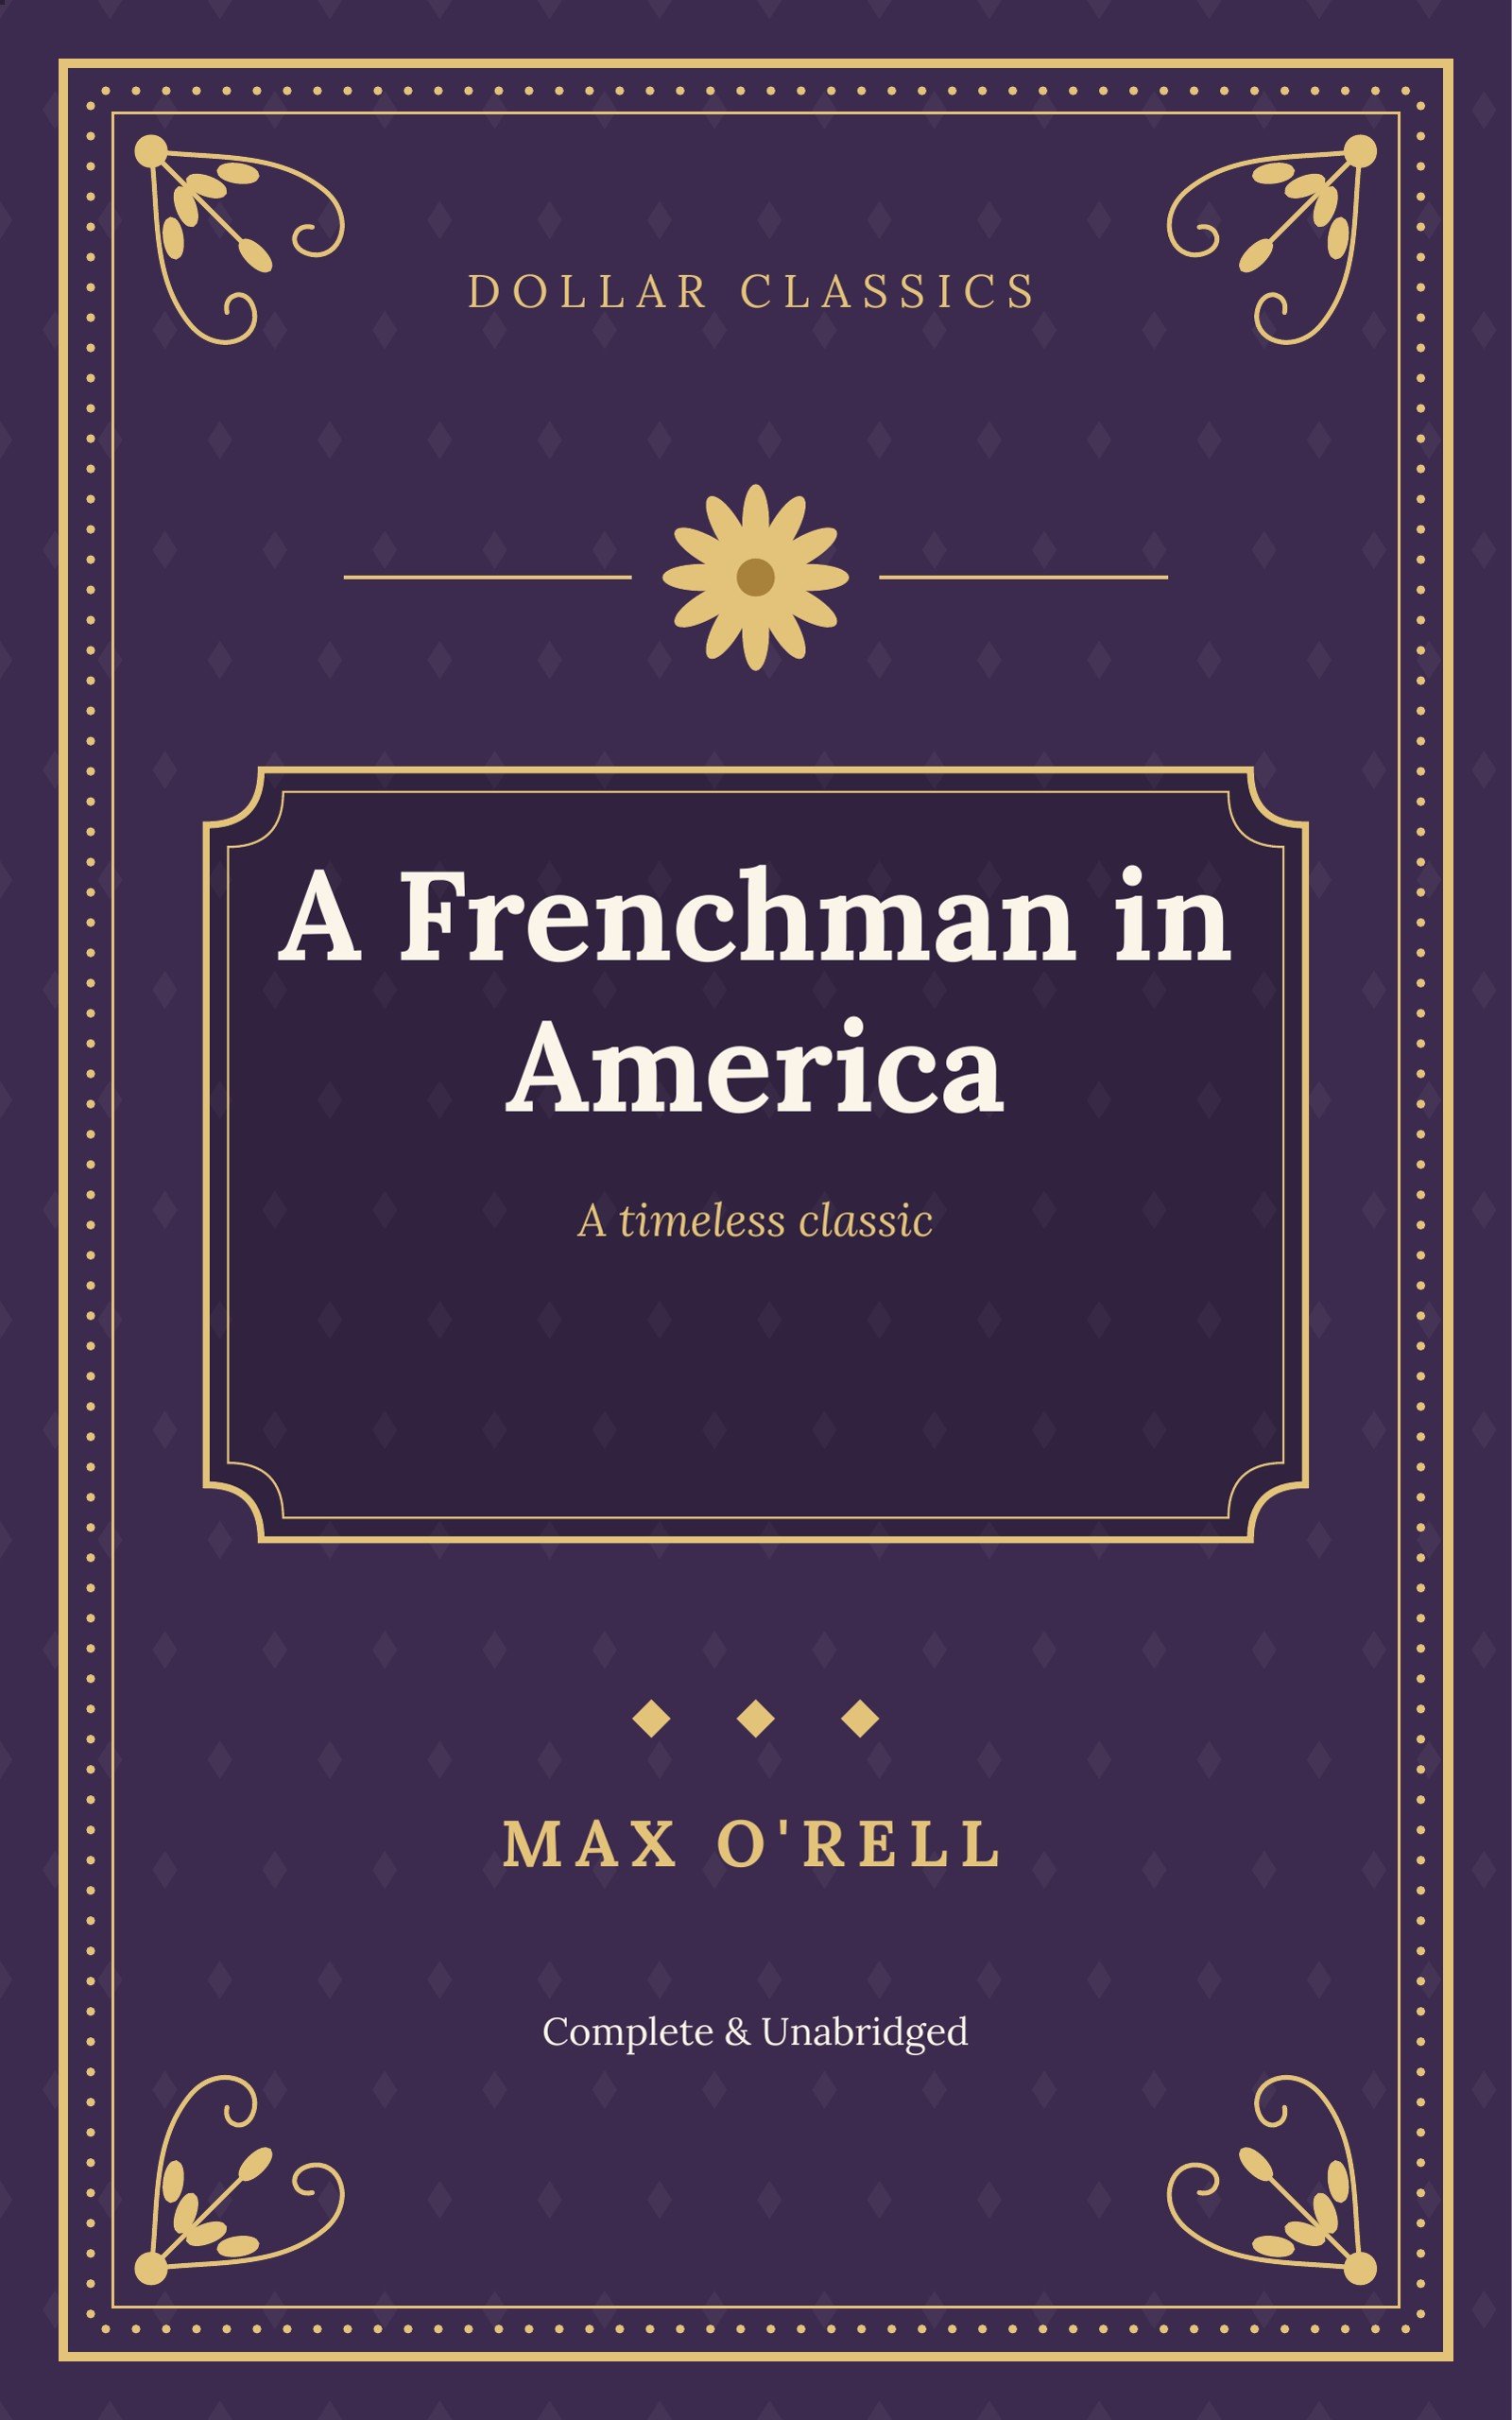 DOLLAR CLASSICS
A Frenchman in
America
A timeless classic
MAX O'RELL
Complete & Unabridged